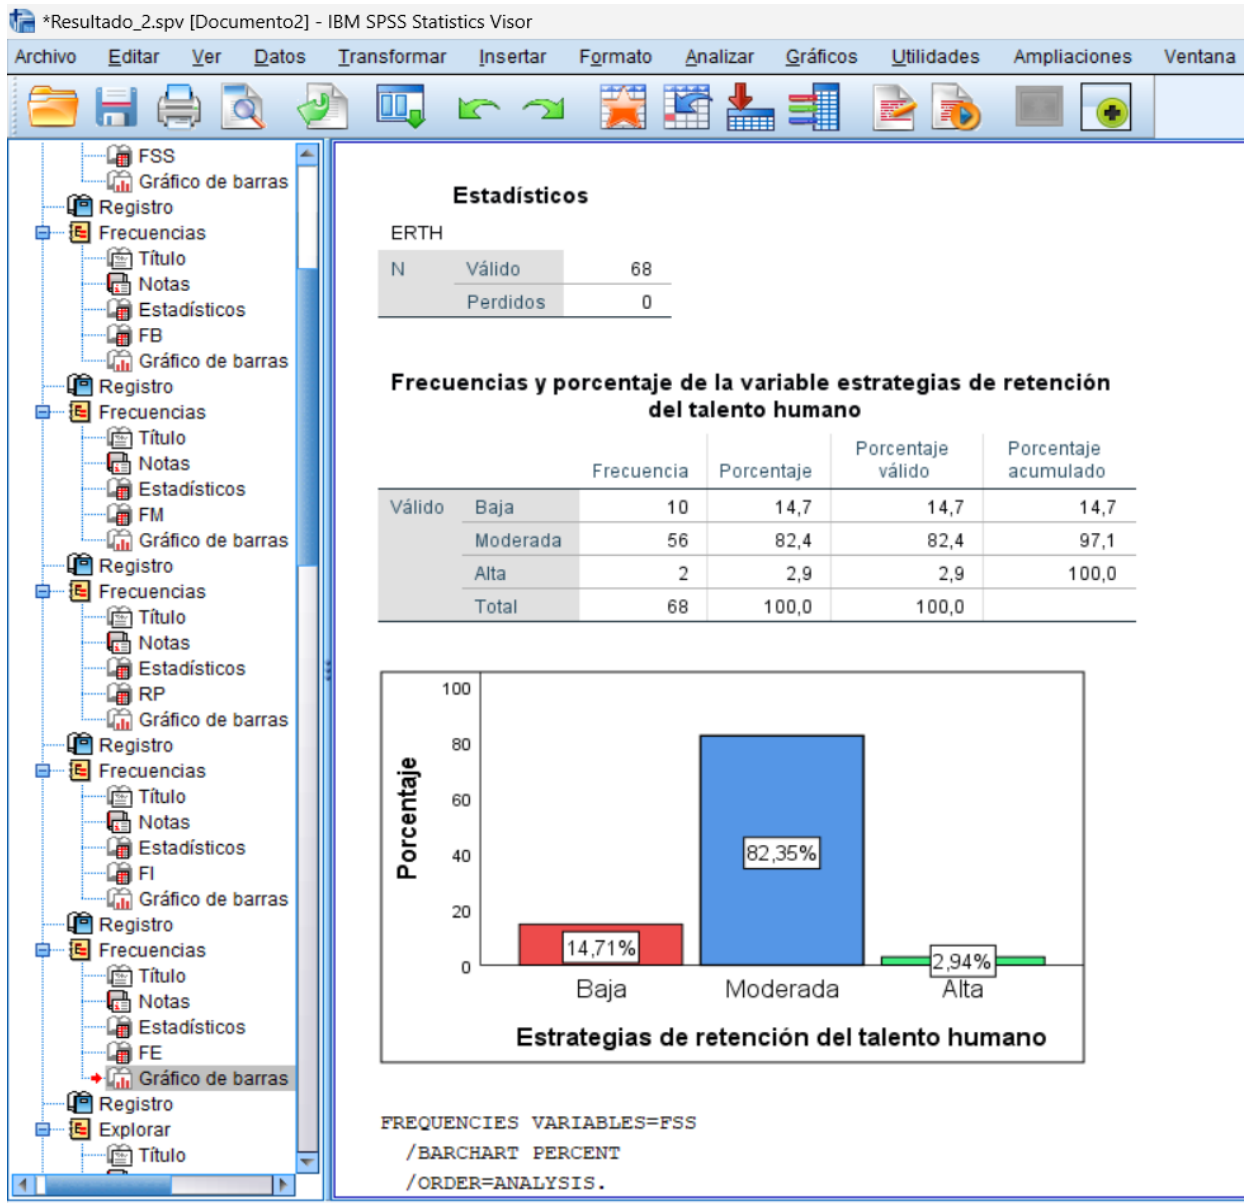 *Resultado_2.spv [Documento2] - IBM SPSS Statistics Visor
Archivo Editar Ver Datos Transformar Insertar Formato Analizar Gráficos Utilidades Ampliaciones Ventana
FSS
Gráfico de barras
Registro
Frecuencias
Título
Notas
Estadísticos
FB
Gráfico de barras
Registro
Frecuencias
Título
Notas
Estadísticos
FM
Gráfico de barras
Registro
Frecuencias
Título
Notas
Estadísticos
RP
Gráfico de barras
Registro
Frecuencias
Título
Notas
Estadísticos
FI
Gráfico de barras
Registro
Frecuencias
Título
Notas
Estadísticos
FE
Gráfico de barras
Registro
Explorar
Título
Estadísticos
ERTH
N Válido 68
Perdidos 0
Frecuencias y porcentaje de la variable estrategias de retención
del talento humano
Frecuencia Porcentaje Porcentaje válido Porcentaje acumulado
Válido Baja 10 14,7 14,7 14,7
Moderada 56 82,4 82,4 97,1
Alta 2 2,9 2,9 100,0
Total 68 100,0 100,0
Porcentaje
100
80
60
40
20
0
14,71%
82,35%
2,94%
Baja Moderada Alta
Estrategias de retención del talento humano
FREQUENCIES VARIABLES=FSS
/BARCHART PERCENT
/ORDER=ANALYSIS.